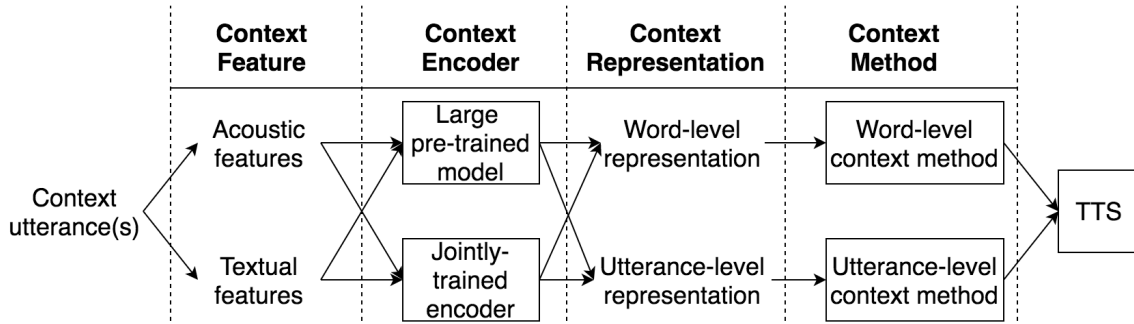 Context
Feature
Context
Encoder
Context
Representation
Context
Method
Context
utterance(s)
Acoustic
features
Textual
features
Large
pre-trained
model
Jointly-
trained
encoder
Word-level
representation
Utterance-level
representation
Word-level
context method
Utterance-level
context method
TTS